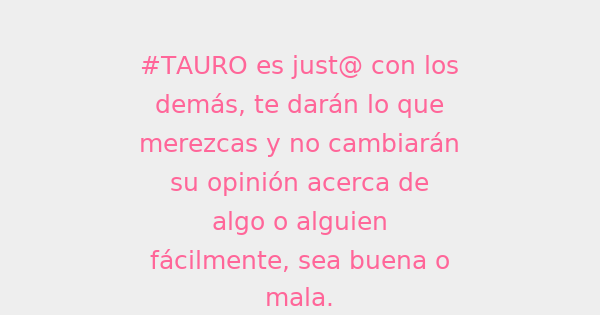 #TAURO es just@ con los
demás, te darán lo que
merezcas y no cambiarán
su opinión acerca de
algo o alguien
fácilmente, sea buena o
mala.